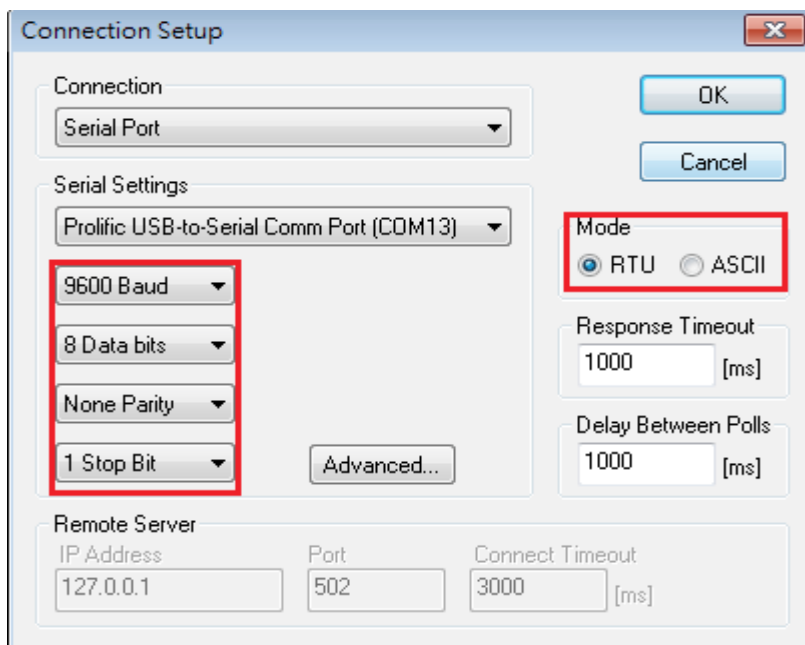 Connection Setup
Connection
Serial Port
OK
Cancel
Serial Settings
Prolific USB-to-Serial Comm Port (COM13)
9600 Baud
8 Data bits
None Parity
1 Stop Bit
Advanced...
Mode
RTU ASCII
Response Timeout
1000 [ms]
Delay Between Polls
1000 [ms]
Remote Server
IP Address Port Connect Timeout
127.0.0.1 502 3000 [ms]